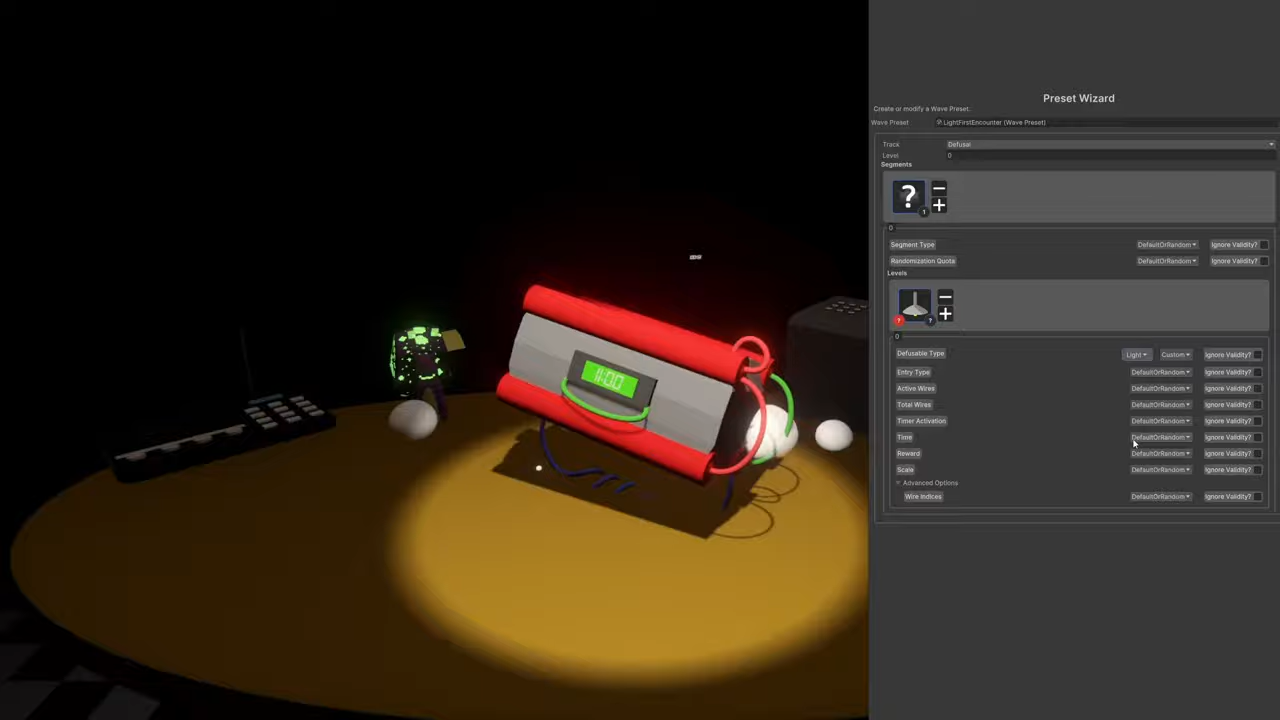 Preset Wizard
Create or modify a Wave Preset.
Wave Preset LightFirstEncounter (Wave Preset)
Track Defusal
Level 0
Segments
? 1
0
Segment Type DefaultOrRandom Ignore Validity?
Randomization Quota DefaultOrRandom Ignore Validity?
Levels
? ?
0
Defusable Type Light Custom Ignore Validity?
Entry Type DefaultOrRandom Ignore Validity?
Active Wires DefaultOrRandom Ignore Validity?
Total Wires DefaultOrRandom Ignore Validity?
Timer Activation DefaultOrRandom Ignore Validity?
Time DefaultOrRandom Ignore Validity?
Reward DefaultOrRandom Ignore Validity?
Scale DefaultOrRandom Ignore Validity?
Advanced Options
Wire Indices DefaultOrRandom Ignore Validity?
11:00